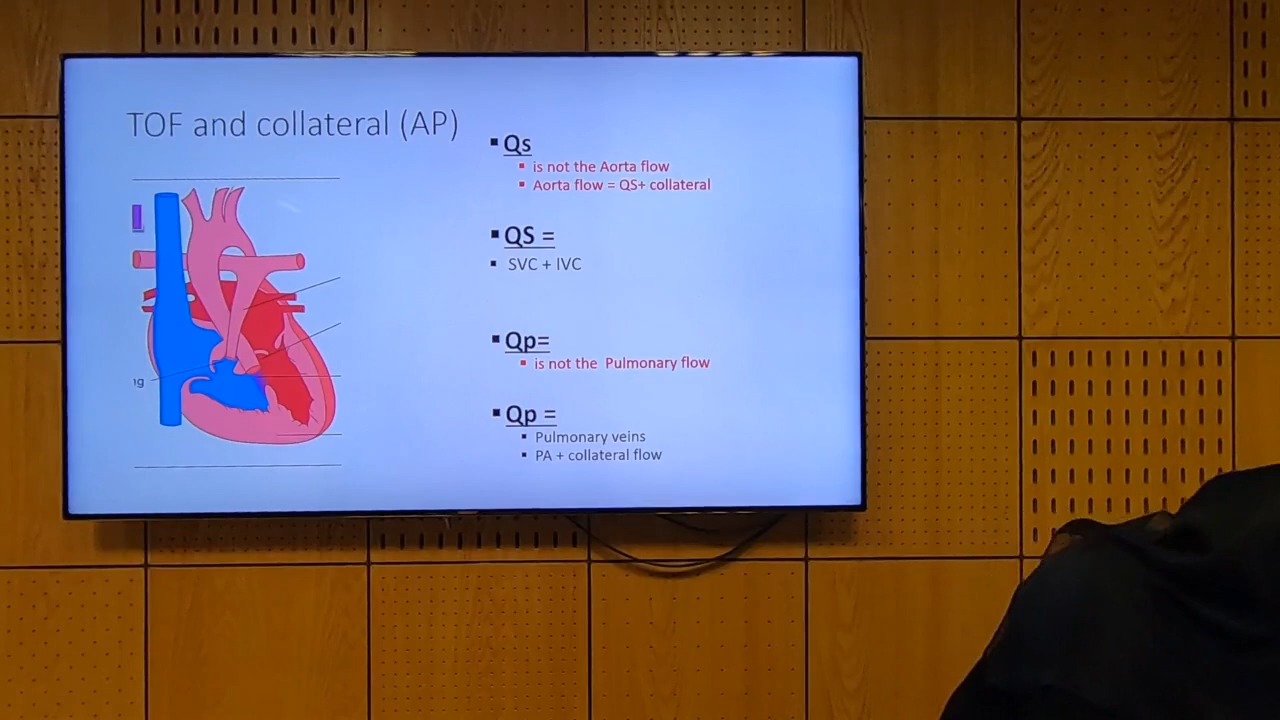 TOF and collateral (AP)
Qs
is not the Aorta flow
Aorta flow = QS+ collateral
QS =
SVC + IVC
Qp=
is not the Pulmonary flow
Qp =
Pulmonary veins
PA + collateral flow